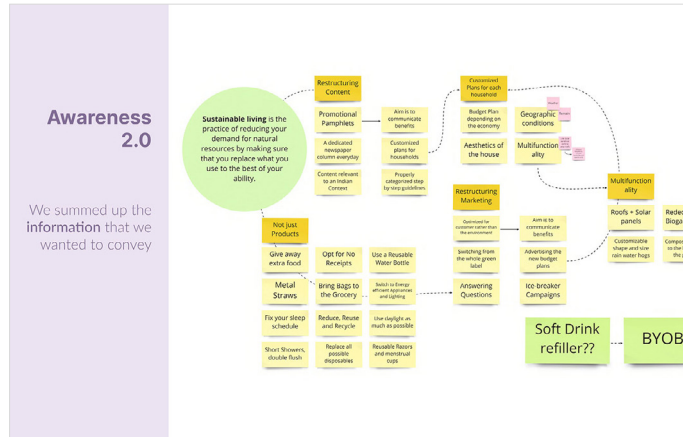 Awareness
2.0
We summed up the
information that we
wanted to convey
Sustainable living is the
practice of reducing your
demand for natural
resources by making sure
that you replace what you
use to the best of your
ability.
Restructuring
Content
Promotional
Pamphlets
Aim is to
communicate
benefits
A dedicated
newspaper
column everyday
Customized
plans for
households
Content relevant
to an Indian
Context
Properly
categorized step
by step guidelines
Customized
Plans for each
household
Budget Plan
depending on
the economy
Geographic
conditions
Aesthetics of
the house
Multifunction
ality
Restructuring
Marketing
Optimized for
customer rather than
the environment
Aim is to
communicate
benefits
Switching from
the whole green
label
Advertising the
new budget
plans
Answering
Questions
Ice-breaker
Campaigns
Multifunction
ality
Roofs + Solar
panels
Customizable
shape and size
rain water hogs
Not Just
Products
Give away
extra food
Opt for No
Receipts
Use a Reusable
Water Bottle
Metal
Straws
Bring Bags to
the Grocery
Switch to Energy
efficient Appliances
and Lighting
Fix your sleep
schedule
Reduce, Reuse
and Recycle
Use daylight as
much as possible
Short Showers,
double flush
Replace all
possible
disposables
Reusable Razors
and menstrual
cups
Soft Drink
refiller??
BYOB